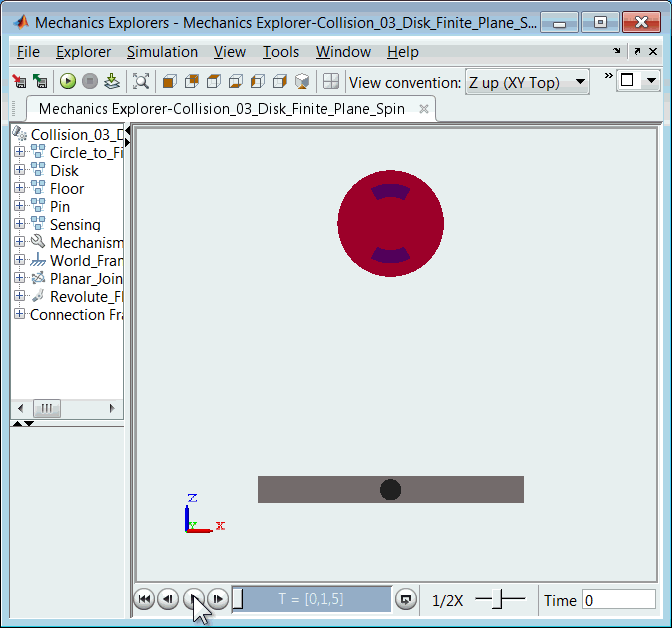 Mechanics Explorers - Mechanics Explorer-Collision_03_Disk_Finite_Plane_S...
File Explorer Simulation View Tools Window Help
View convention: Z up (XY Top)
Mechanics Explorer-Collision_03_Disk_Finite_Plane_Spin
Collision_03_D
Circle_to_Fi
Disk
Floor
Pin
Sensing
Mechanism
World_Fram
Planar_Join
Revolute_Fl
Connection Fra
Z
Y X
T = [0,1,5]
1/2X
Time 0